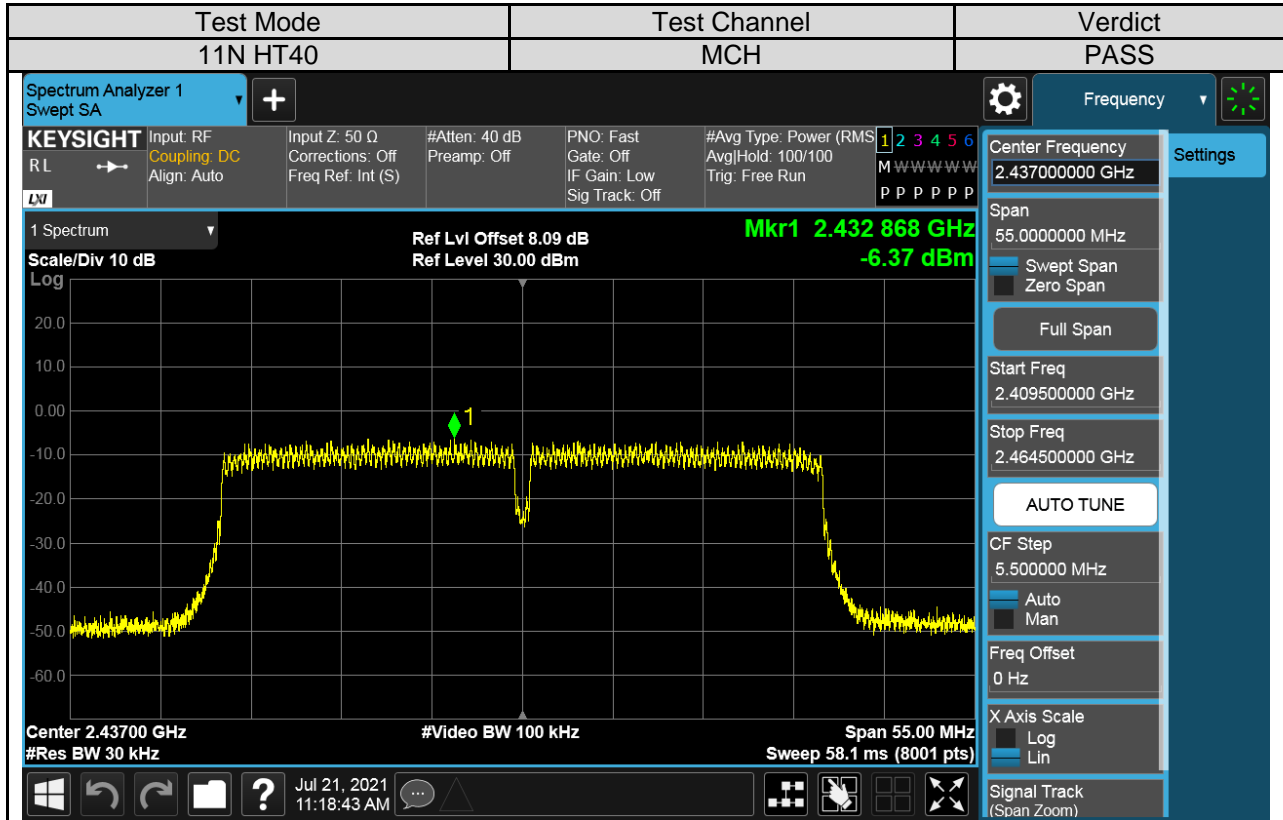 Test Mode Test Channel Verdict
11N HT40 MCH PASS
Spectrum Analyzer 1
Swept SA
+
Frequency
KEYSIGHT
RL
LXI
Input: RF
Coupling: DC
Align: Auto
Input Z: 50 Ω
Corrections: Off
Freq Ref: Int (S)
#Atten: 40 dB
Preamp: Off
PNO: Fast
Gate: Off
IF Gain: Low
Sig Track: Off
#Avg Type: Power (RMS
Avg|Hold: 100/100
Trig: Free Run
1 2 3 4 5 6
M W W W W W
P P P P P P
1 Spectrum
Scale/Div 10 dB
Ref Lvl Offset 8.09 dB
Ref Level 30.00 dBm
Mkr1 2.432 868 GHz
-6.37 dBm
Log
20.0
10.0
0.00
-10.0
-20.0
-30.0
-40.0
-50.0
-60.0
1
Center 2.43700 GHz
#Res BW 30 kHz
#Video BW 100 kHz
Span 55.00 MHz
Sweep 58.1 ms (8001 pts)
Center Frequency
2.437000000 GHz
Settings
Span
55.0000000 MHz
Swept Span
Zero Span
Full Span
Start Freq
2.409500000 GHz
Stop Freq
2.464500000 GHz
AUTO TUNE
CF Step
5.500000 MHz
Auto
Man
Freq Offset
0 Hz
X Axis Scale
Log
Lin
Signal Track
(Span Zoom)
?
Jul 21, 2021
11:18:43 AM